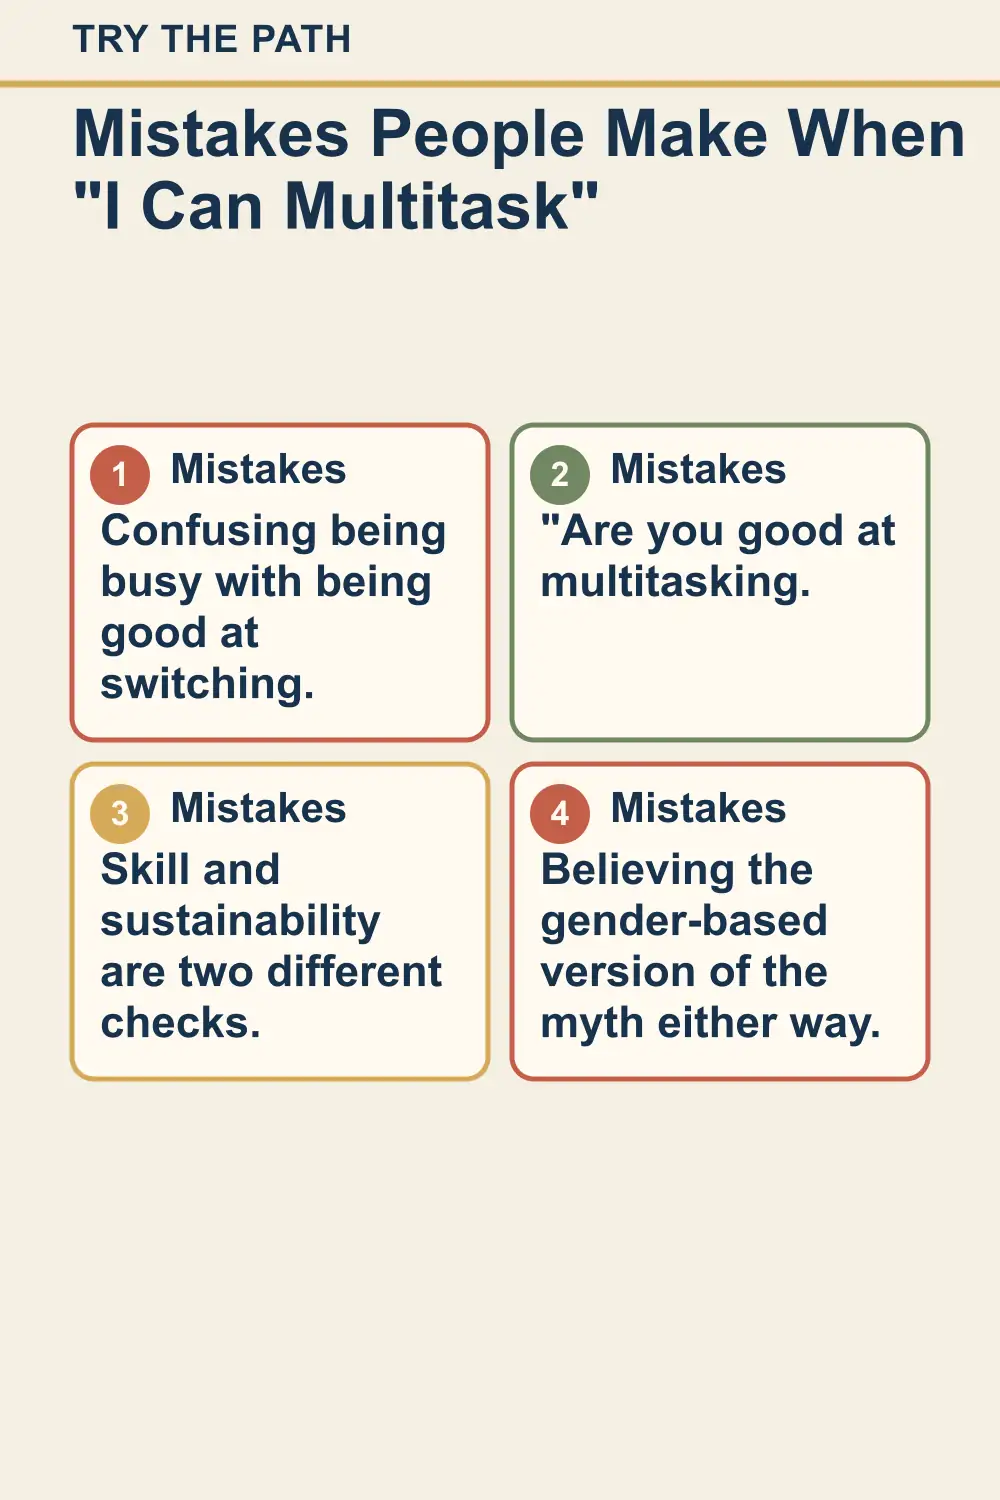 TRY THE PATH
Mistakes People Make When
"I Can Multitask"
1 Mistakes
Confusing being
busy with being
good at
switching.
2 Mistakes
"Are you good at
multitasking.
3 Mistakes
Skill and
sustainability
are two different
checks.
4 Mistakes
Believing the
gender-based
version of the
myth either way.